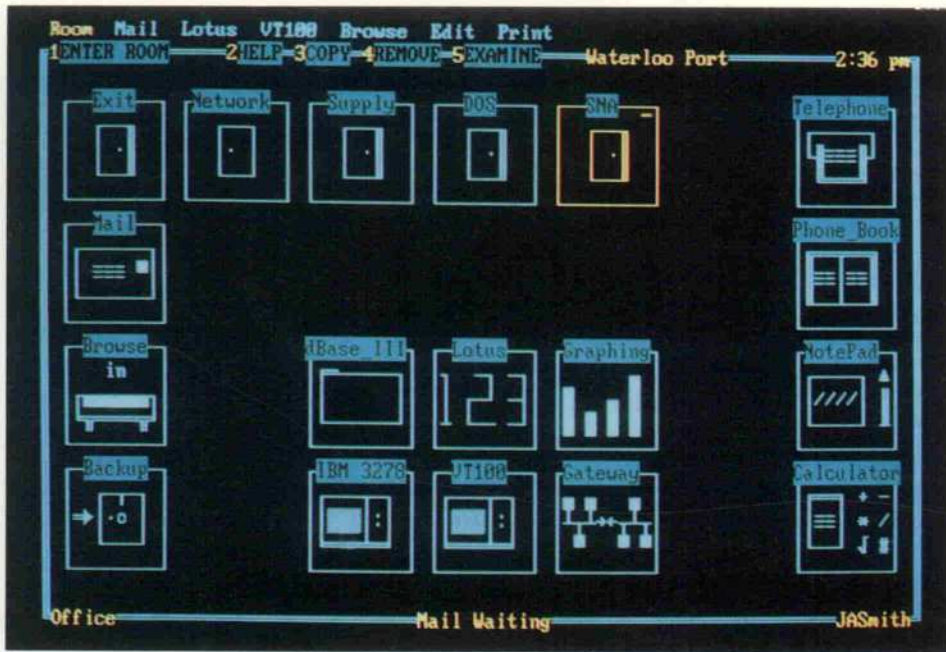 Room Mail Lotus VT100 Browse Edit Print
1ENTER ROOM 2HELP 3COPY 4REMOVE 5EXAMINE Waterloo Port 2:36 pm
Exit Network Supply DOS SNA Telephone
Mail Phone_Book
Browse dBase III Lotus Graphing NotePad
in 123
Backup IBM 3278 VT100 Gateway Calculator
+ -
* /
√ #
Office Mail Waiting JASmith